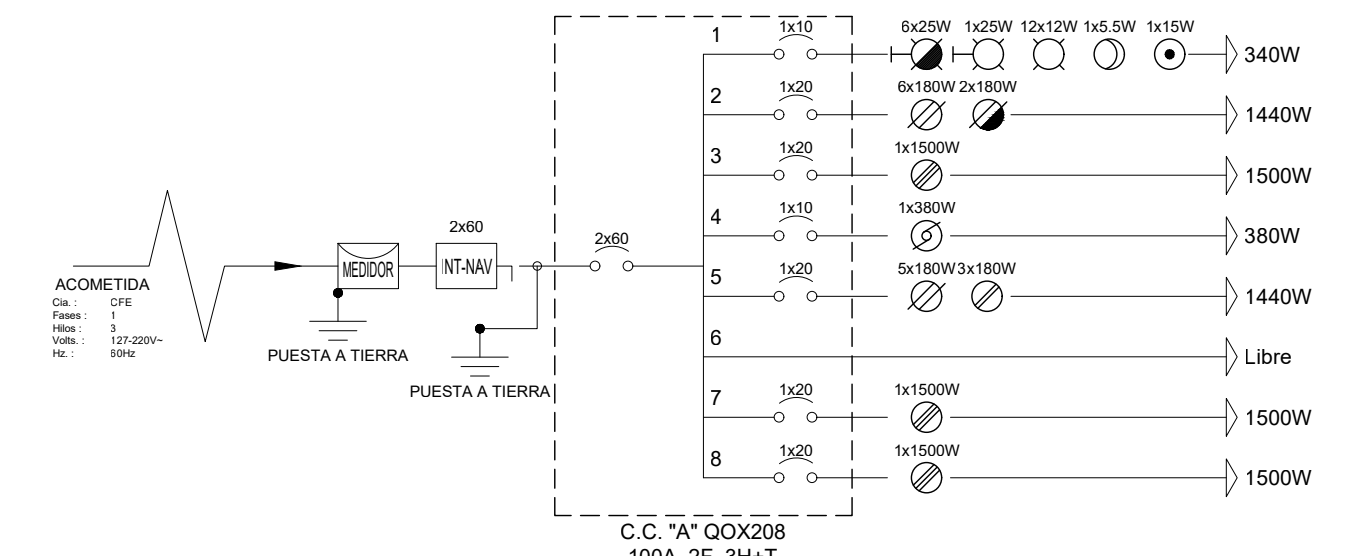 1 1x10 6x25W 1x25W 12x12W 1x5.5W 1x15W 340W
2 1x20 6x180W 2x180W 1440W
3 1x20 1x1500W 1500W
4 1x10 1x380W 380W
5 1x20 5x180W 3x180W 1440W
6 Libre
7 1x20 1x1500W 1500W
8 1x20 1x1500W 1500W
2x60
2x60
MEDIDOR
INT-NAV
ACOMETIDA
Cia. : CFE
Fases : 1
Hilos : 3
Volts. : 127-220V~
Hz. : 60Hz
PUESTA A TIERRA
PUESTA A TIERRA
C.C. "A" QOX208
100A, 2F, 3H+T